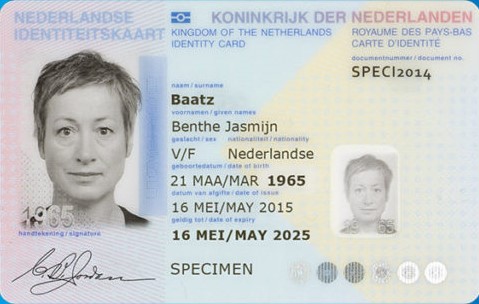 NEDERLANDSE
IDENTITEITSKAART
KONINKRIJK DER NEDERLANDEN
KINGDOM OF THE NETHERLANDS
IDENTITY CARD
ROYAUME DES PAYS-BAS
CARTE D'IDENTITÉ
documentnummer / document no.
SPECI2014
naam / surname
Baatz
voornamen / given names
Benthe Jasmijn
geslacht / sex nationaliteit / nationality
V/F Nederlandse
geboortedatum / date of birth
21 MAA/MAR 1965
datum van afgifte / date of issue
16 MEI/MAY 2015
geldig tot / date of expiry
16 MEI/MAY 2025
1965
handtekening / signature
SPECIMEN